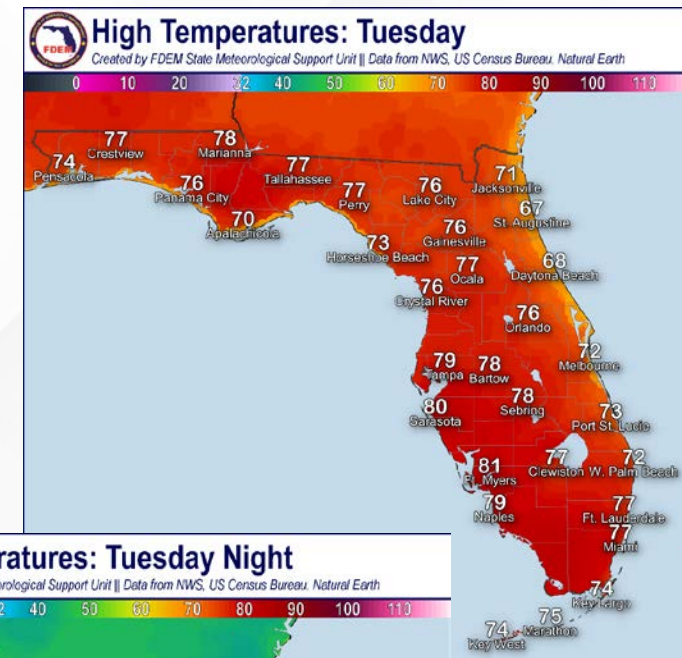 FDEM
High Temperatures: Tuesday
Created by FDEM State Meteorological Support Unit || Data from NWS, US Census Bureau, Natural Earth
0 10 20 32 40 50 60 70 80 90 100 110
77
Crestview
78
Marianna
74
Pensacola
77
Tallahassee
76
Panama City
77
Perry
76
Lake City
71
Jacksonville
67
St. Augustine
70
Apalachicola
73
Horseshoe Beach
76
Gainesville
77
Ocala
68
Daytona Beach
76
Crystal River
76
Orlando
72
Melbourne
79
Tampa
78
Bartow
78
Sebring
80
Sarasota
73
Port St. Lucie
81
Ft. Myers
77
Clewiston
72
W. Palm Beach
79
Naples
77
Ft. Lauderdale
77
Miami
74
Key Largo
75
Marathon
74
Key West
ratures: Tuesday Night
orological Support Unit || Data from NWS, US Census Bureau, Natural Earth
2 40 50 60 70 80 90 100 110